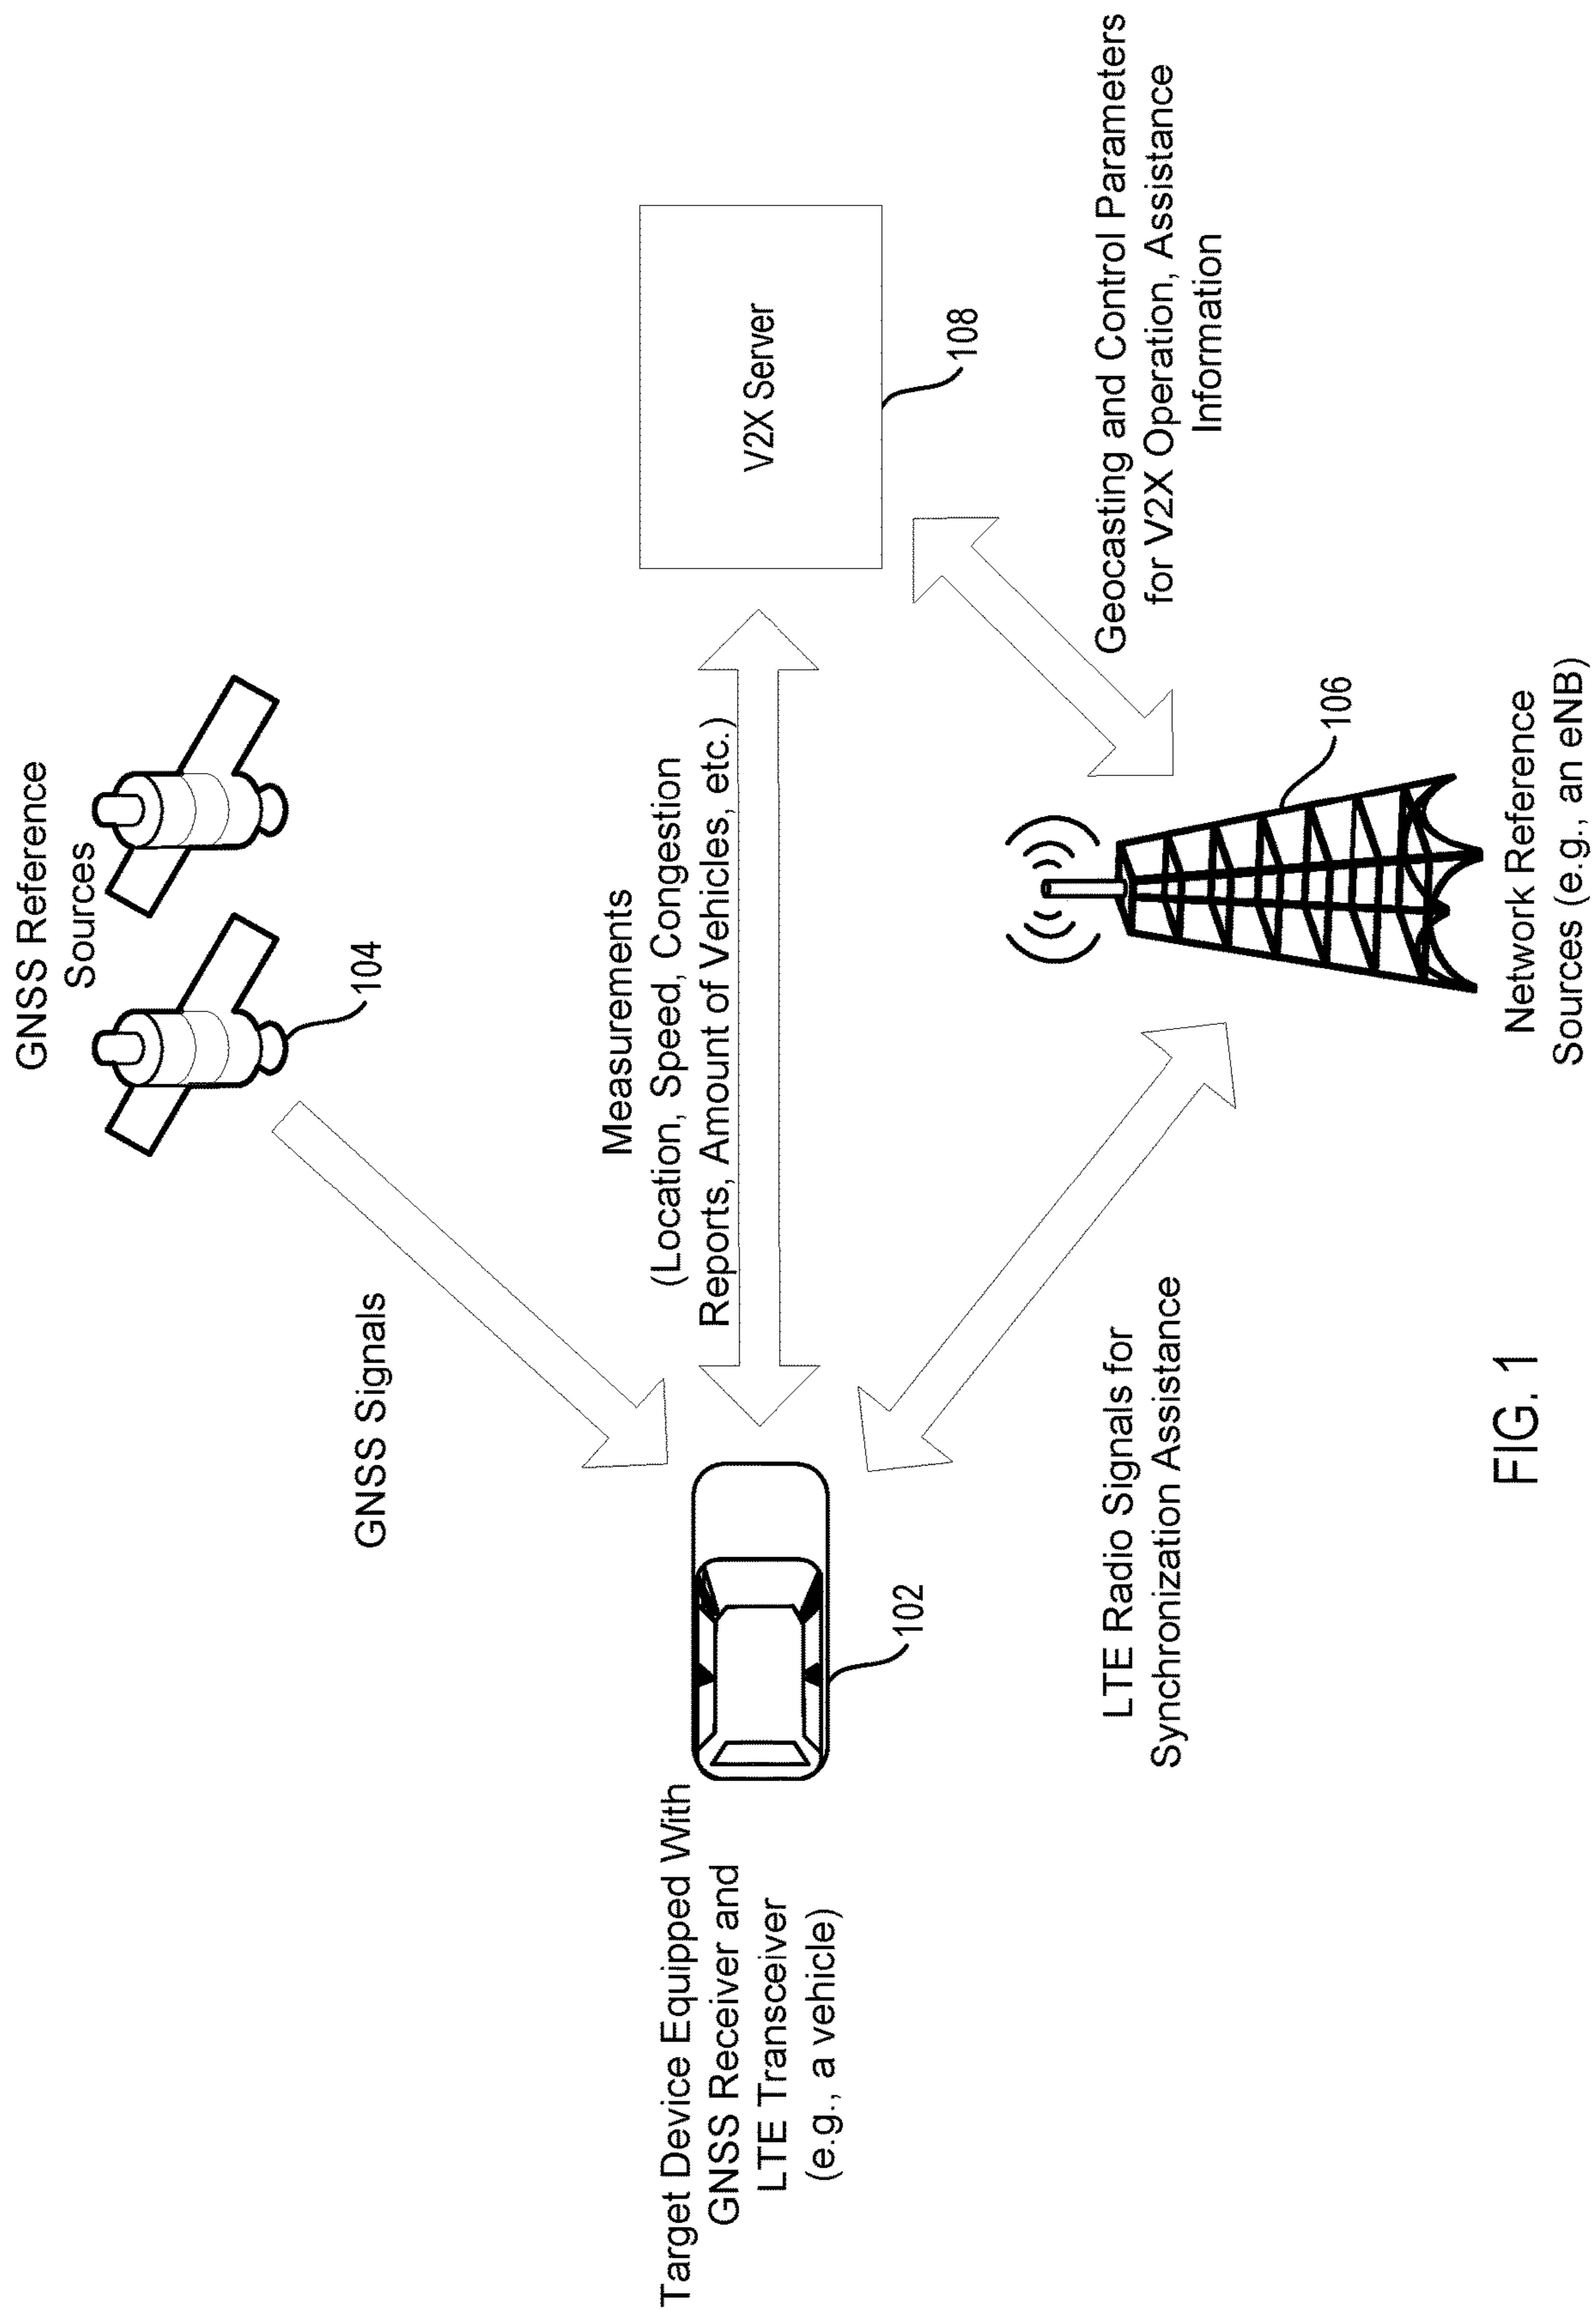 GNSS Reference
Sources
104
GNSS Signals
Measurements
(Location, Speed, Congestion
Reports, Amount of Vehicles, etc.)
V2X Server
108
Target Device Equipped With
GNSS Receiver and
LTE Transceiver
(e.g., a vehicle)
102
Geocasting and Control Parameters
for V2X Operation, Assistance
Information
LTE Radio Signals for
Synchronization Assistance
106
Network Reference
Sources (e.g., an eNB)
FIG. 1